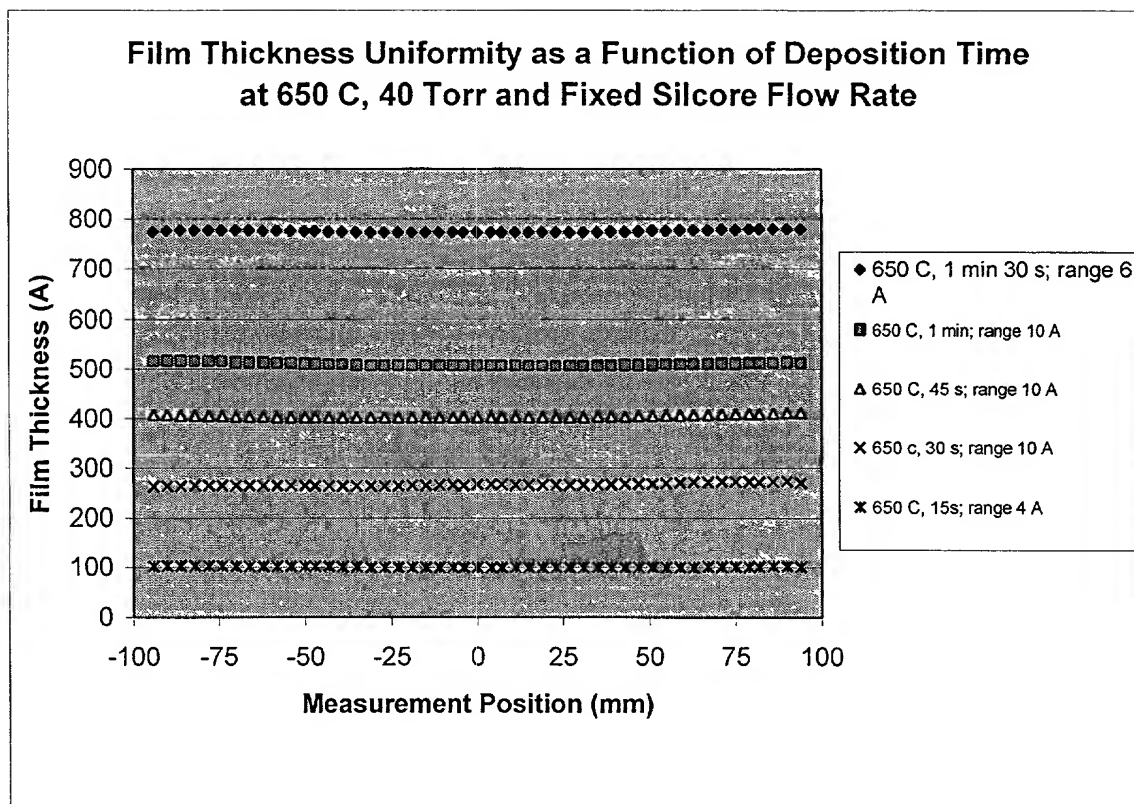 Film Thickness Uniformity as a Function of Deposition Time
at 650 C, 40 Torr and Fixed Silcore Flow Rate
Film Thickness (A)
900
800
700
600
500
400
300
200
100
0
-100 -75 -50 -25 0 25 50 75 100
Measurement Position (mm)
650 C, 1 min 30 s; range 6
A
650 C, 1 min; range 10 A
650 C, 45 s; range 10 A
650 c, 30 s; range 10 A
650 C, 15s; range 4 A